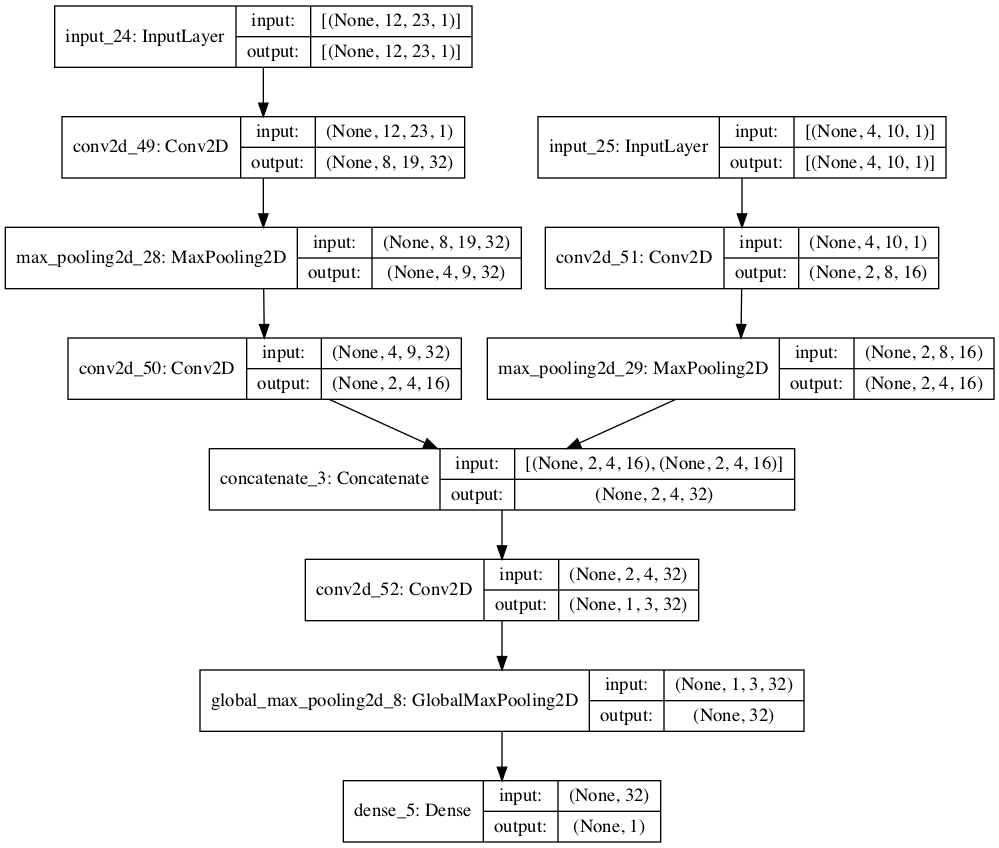 input_24: InputLayer
input: [(None, 12, 23, 1)]
output: [(None, 12, 23, 1)]
conv2d_49: Conv2D
input: (None, 12, 23, 1)
output: (None, 8, 19, 32)
input_25: InputLayer
input: [(None, 4, 10, 1)]
output: [(None, 4, 10, 1)]
max_pooling2d_28: MaxPooling2D
input: (None, 8, 19, 32)
output: (None, 4, 9, 32)
conv2d_51: Conv2D
input: (None, 4, 10, 1)
output: (None, 2, 8, 16)
conv2d_50: Conv2D
input: (None, 4, 9, 32)
output: (None, 2, 4, 16)
max_pooling2d_29: MaxPooling2D
input: (None, 2, 8, 16)
output: (None, 2, 4, 16)
concatenate_3: Concatenate
input: [(None, 2, 4, 16), (None, 2, 4, 16)]
output: (None, 2, 4, 32)
conv2d_52: Conv2D
input: (None, 2, 4, 32)
output: (None, 1, 3, 32)
global_max_pooling2d_8: GlobalMaxPooling2D
input: (None, 1, 3, 32)
output: (None, 32)
dense_5: Dense
input: (None, 32)
output: (None, 1)